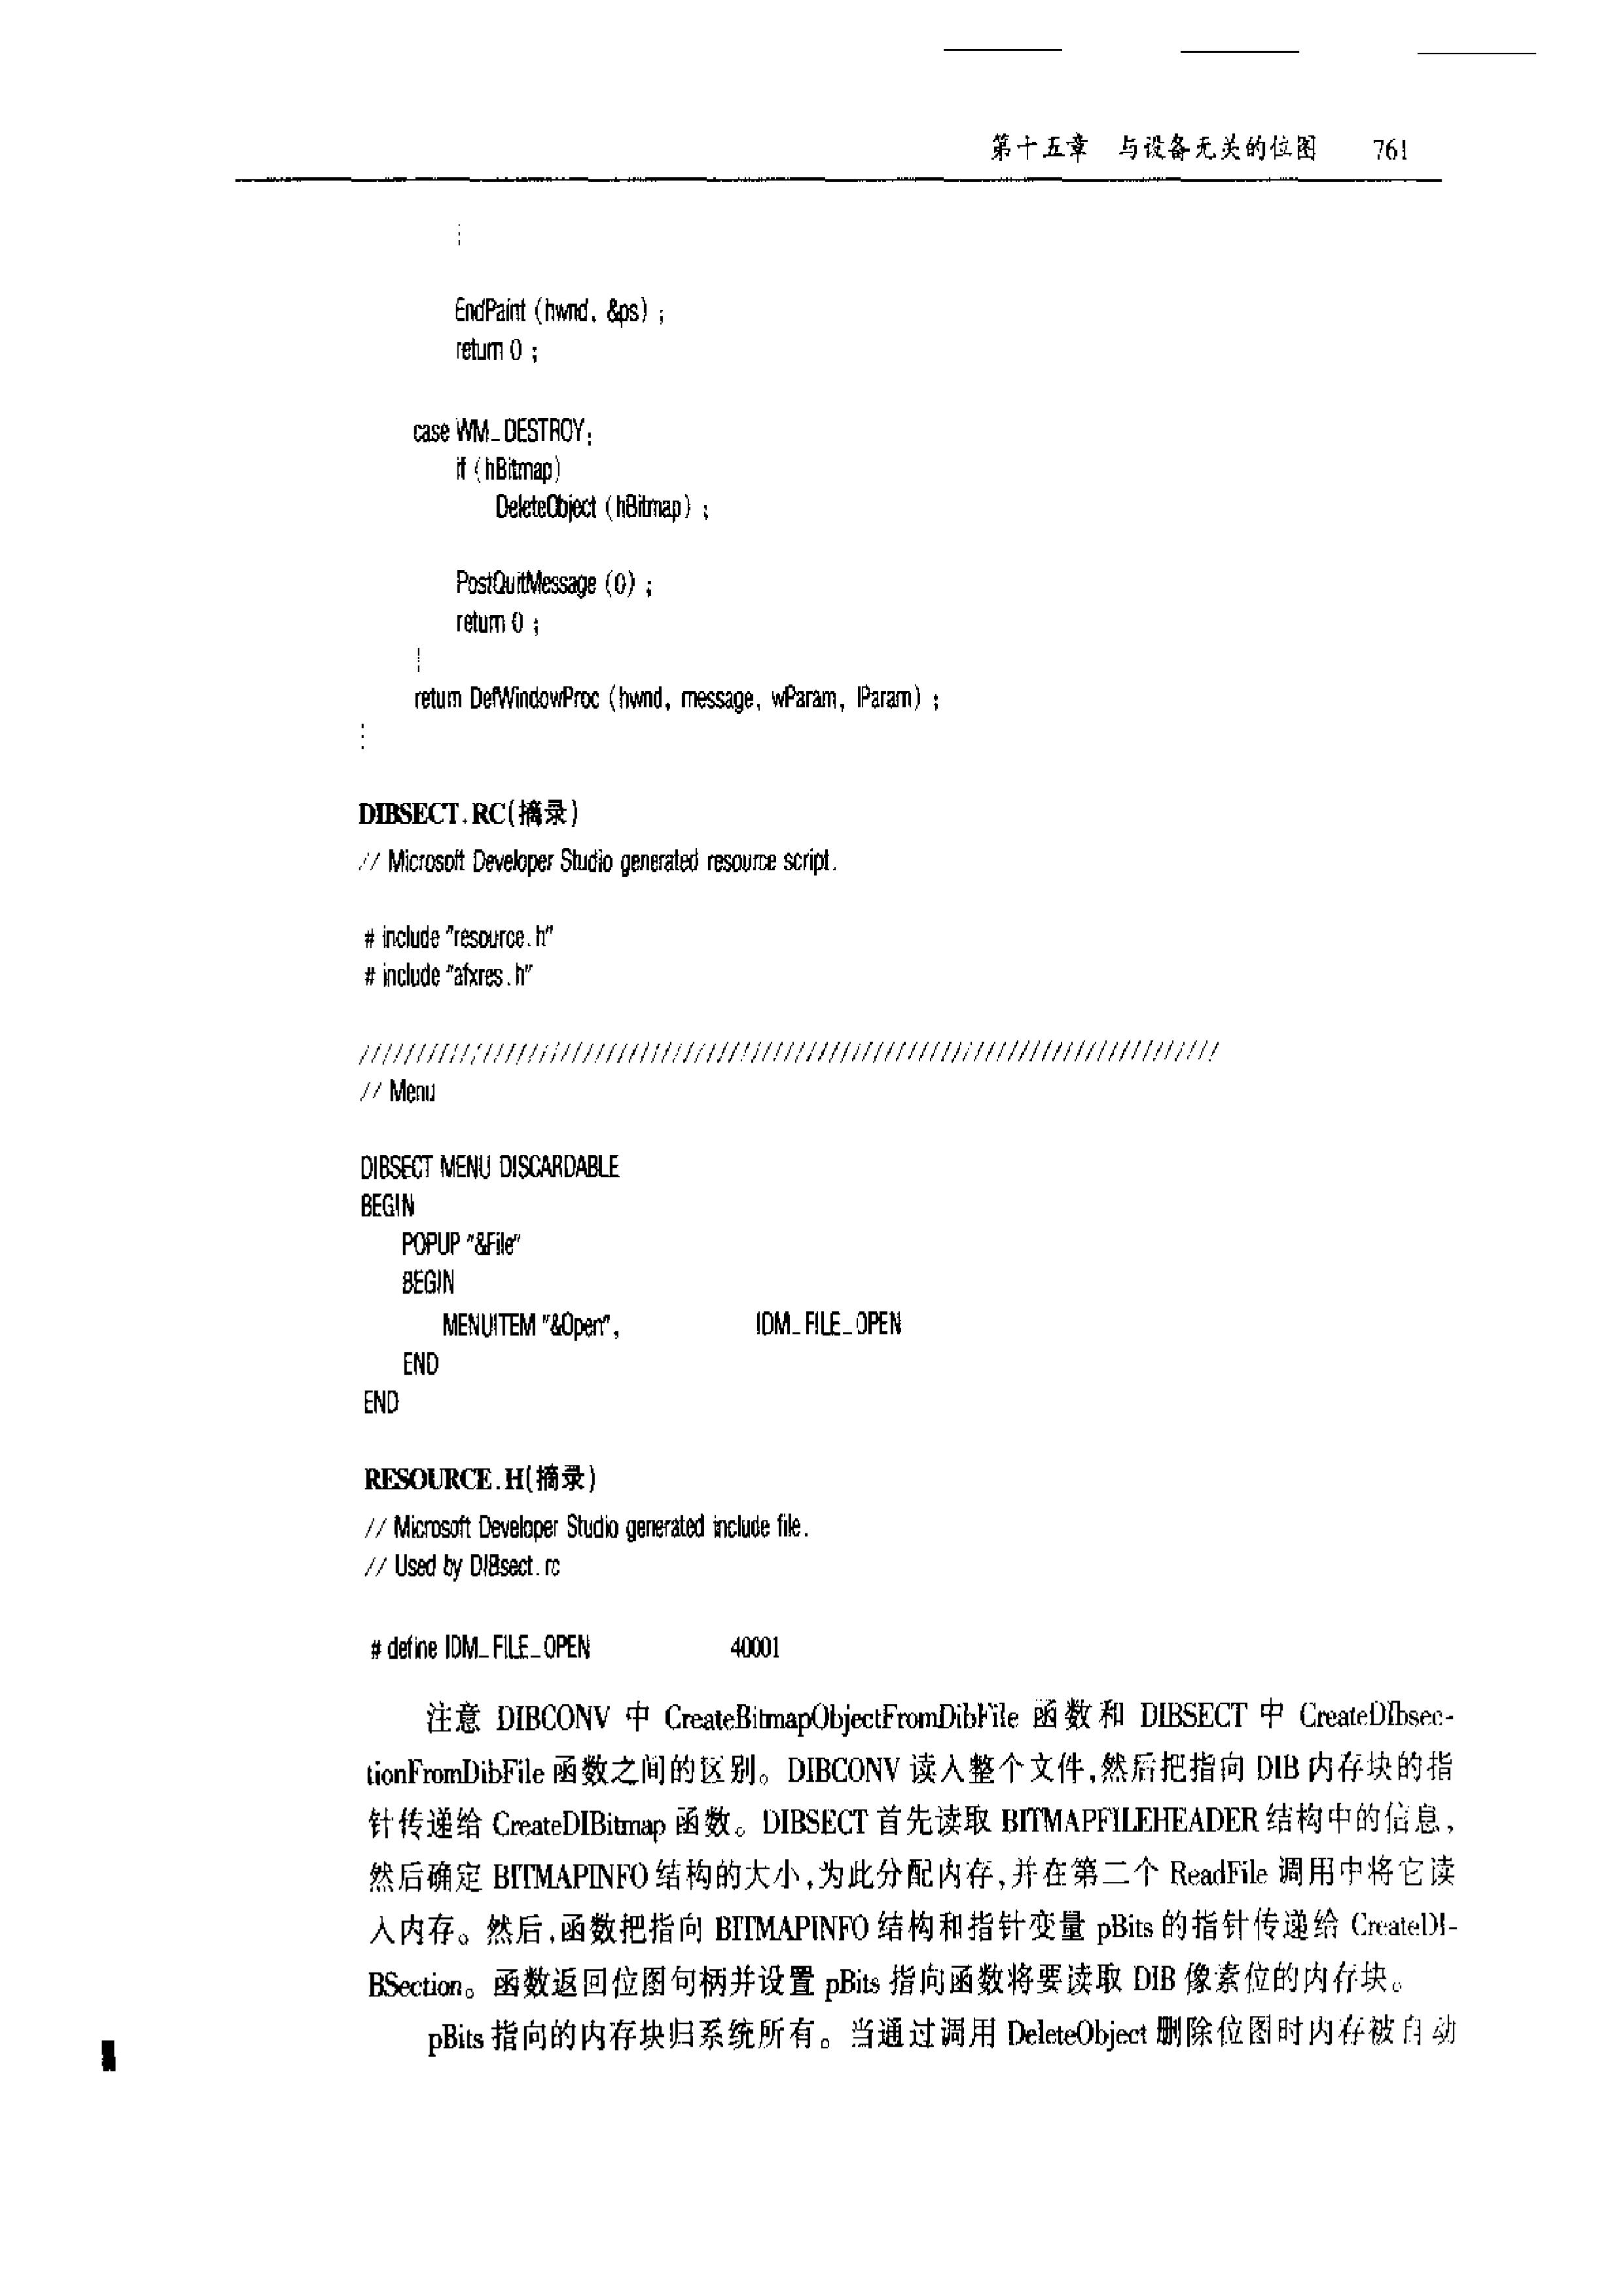 第十五章 与设备无关的位图 761
}
EndPaint (hwnd, &ps) ;
return 0 ;
case WM_DESTROY:
if (hBitmap)
DeleteObject (hBitmap) ;
PostQuitMessage (0) ;
return 0 ;
}
return DefWindowProc (hwnd, message, wParam, lParam) ;
}
DIBSECT.RC(摘录)
// Microsoft Developer Studio generated resource script.
# include "resource.h"
# include "afxres.h"
////////////////////////////////////////////////////////////////////////////
// Menu
DIBSECT MENU DISCARDABLE
BEGIN
POPUP "&File"
BEGIN
MENUITEM "&Open", IDM_FILE_OPEN
END
END
RESOURCE.H(摘录)
// Microsoft Developer Studio generated include file.
// Used by DIBsect.rc
# define IDM_FILE_OPEN 40001
注意 DIBCONV 中 CreateBitmapObjectFromDibFile 函数和 DIBSECT 中 CreateDIbsec-
tionFromDibFile 函数之间的区别。DIBCONV 读入整个文件,然后把指向 DIB 内存块的指
针传递给 CreateDIBitmap 函数。DIBSECT 首先读取 BITMAPFILEHEADER 结构中的信息,
然后确定 BITMAPINFO 结构的大小,为此分配内存,并在第二个 ReadFile 调用中将它读
入内存。然后,函数把指向 BITMAPINFO 结构和指针变量 pBits 的指针传递给 CreateDI-
BSection。函数返回位图句柄并设置 pBits 指向函数将要读取 DIB 像素位的内存块。
pBits 指向的内存块归系统所有。当通过调用 DeleteObject 删除位图时内存被自动